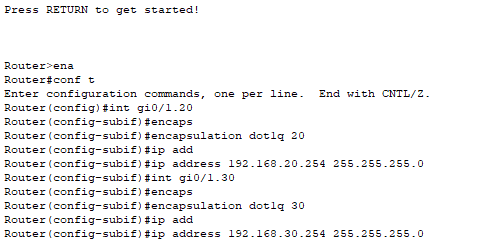 Press RETURN to get started!
Router>ena
Router#conf t
Enter configuration commands, one per line.  End with CNTL/Z.
Router(config)#int gi0/1.20
Router(config-subif)#encaps
Router(config-subif)#encapsulation dot1q 20
Router(config-subif)#ip add
Router(config-subif)#ip address 192.168.20.254 255.255.255.0
Router(config-subif)#int gi0/1.30
Router(config-subif)#encaps
Router(config-subif)#encapsulation dot1q 30
Router(config-subif)#ip add
Router(config-subif)#ip address 192.168.30.254 255.255.255.0